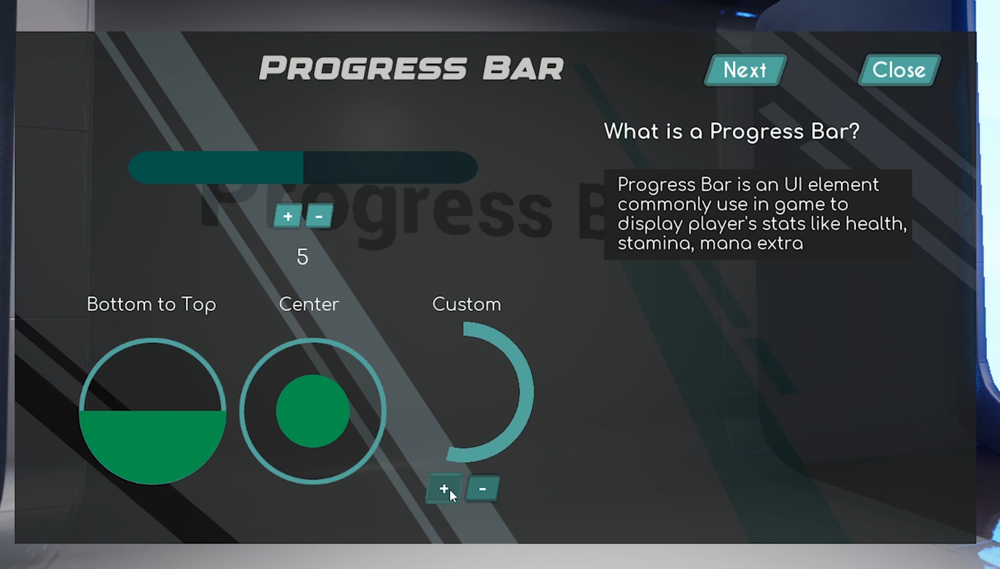 Progress Bar
Next
Close
What is a Progress Bar?
Progress Bar is an UI element
commonly use in game to
display player's stats like health,
stamina, mana extra
Progress B
+
-
5
Bottom to Top
Center
Custom
+
-